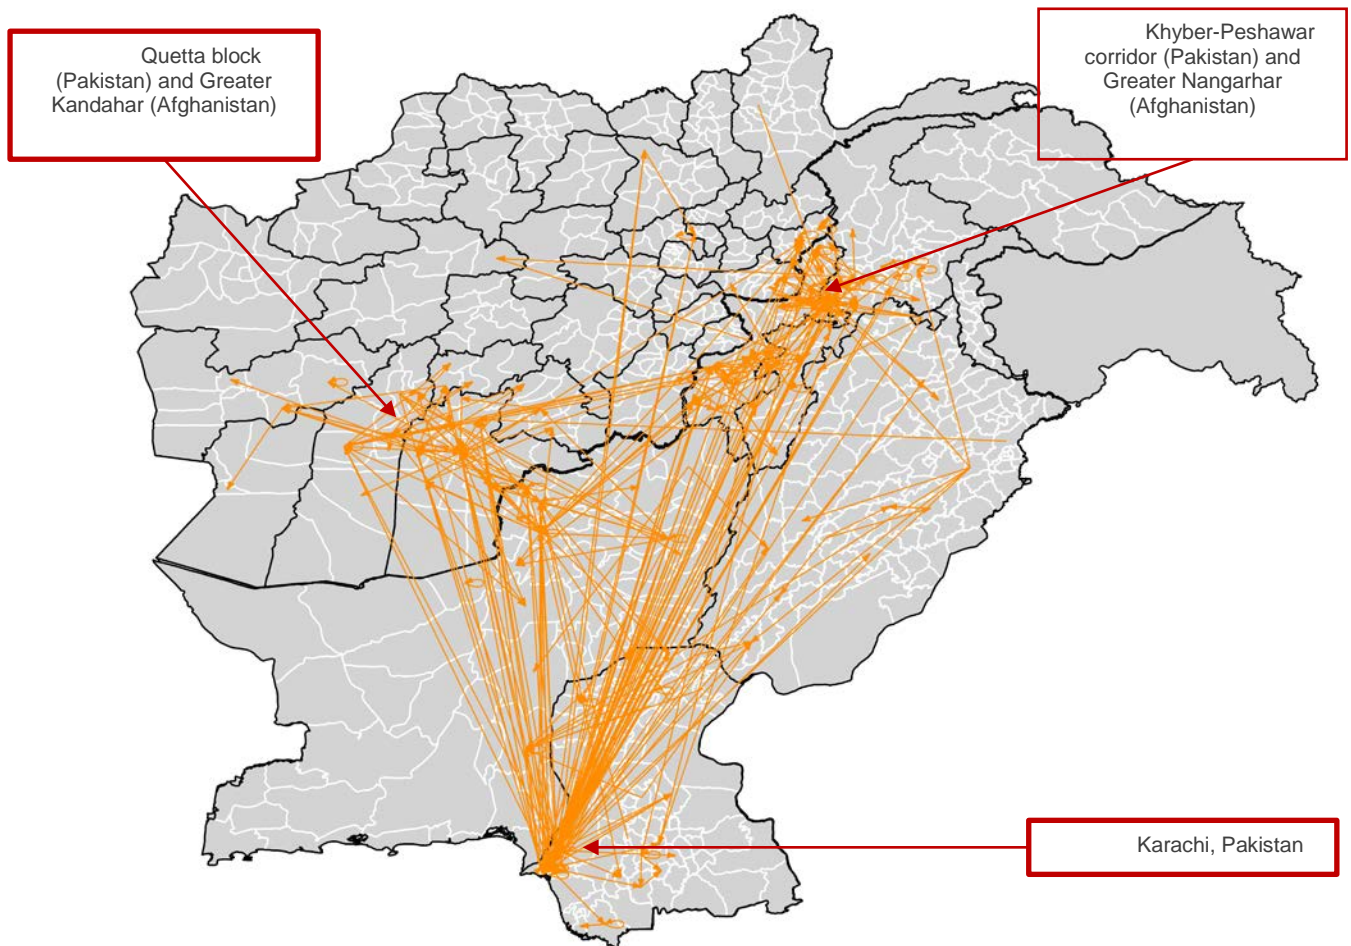 Quetta block
(Pakistan) and Greater
Kandahar (Afghanistan)
Khyber-Peshawar
corridor (Pakistan) and
Greater Nangarhar
(Afghanistan)
Karachi, Pakistan